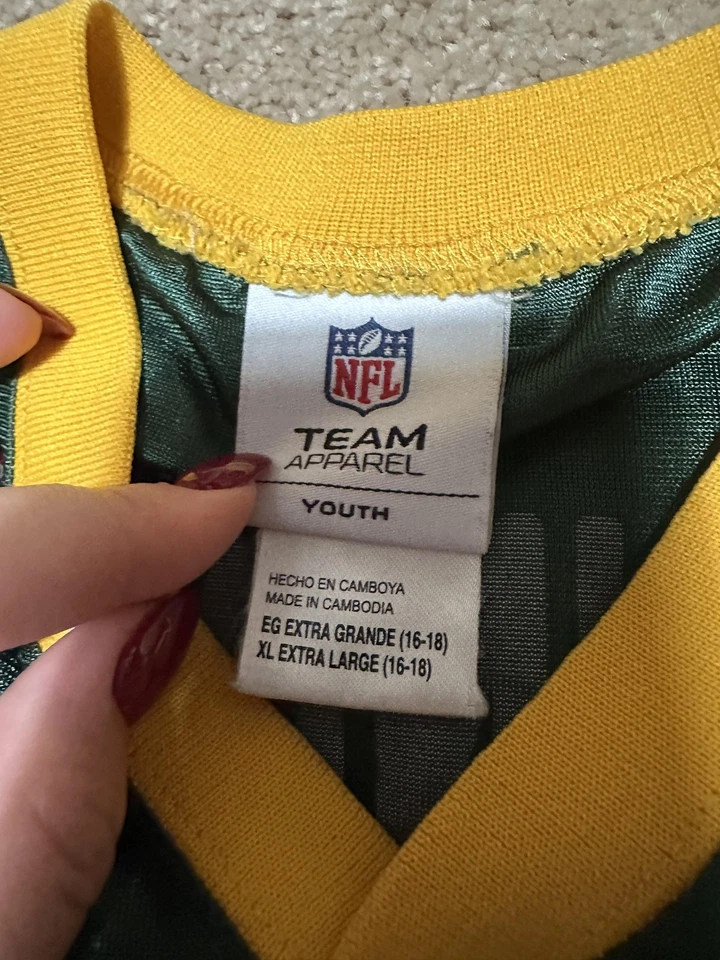 NFL
TEAM
APPAREL
YOUTH
HECHO EN CAMBOYA
MADE IN CAMBODIA
EG EXTRA GRANDE (16-18)
XL EXTRA LARGE (16-18)